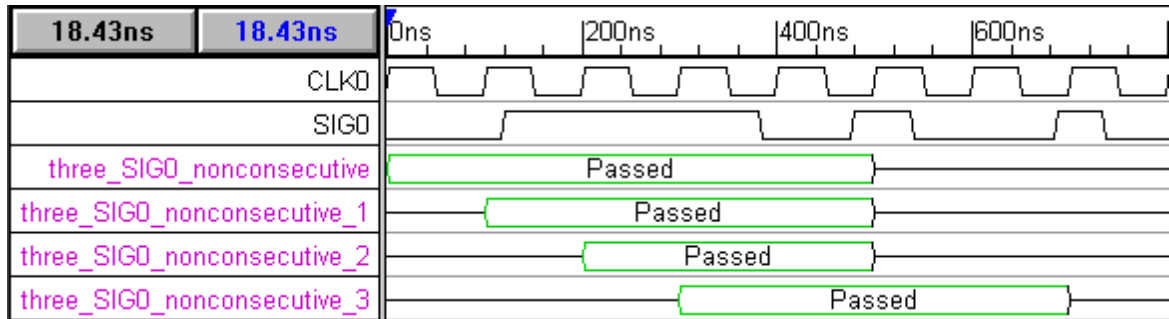 18.43ns 18.43ns 0ns 200ns 400ns 600ns
CLK0
SIG0
three_SIG0_nonconsecutive Passed
three_SIG0_nonconsecutive_1 Passed
three_SIG0_nonconsecutive_2 Passed
three_SIG0_nonconsecutive_3 Passed